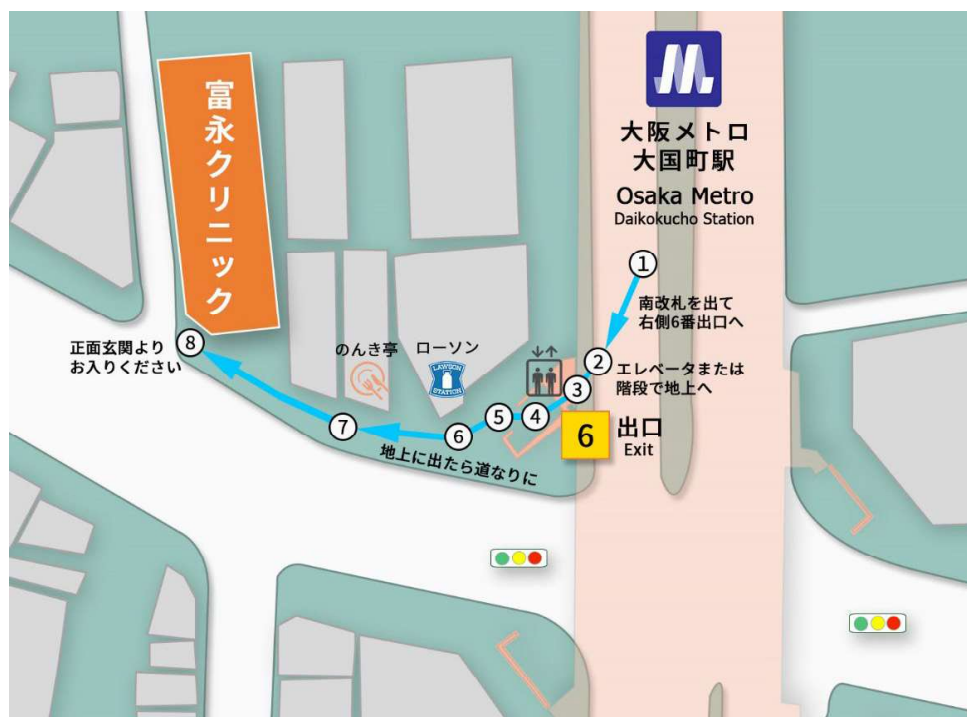 富永クリニック
大阪メトロ
大国町駅
Osaka Metro
Daikokucho Station
①
南改札を出て
右側6番出口へ
②
エレベータまたは
階段で地上へ
③
④
⑤
6
出口
Exit
⑥
ローソン
LAWSON
STATION
のんき亭
地上に出たら道なりに
⑦
⑧
正面玄関より
お入りください